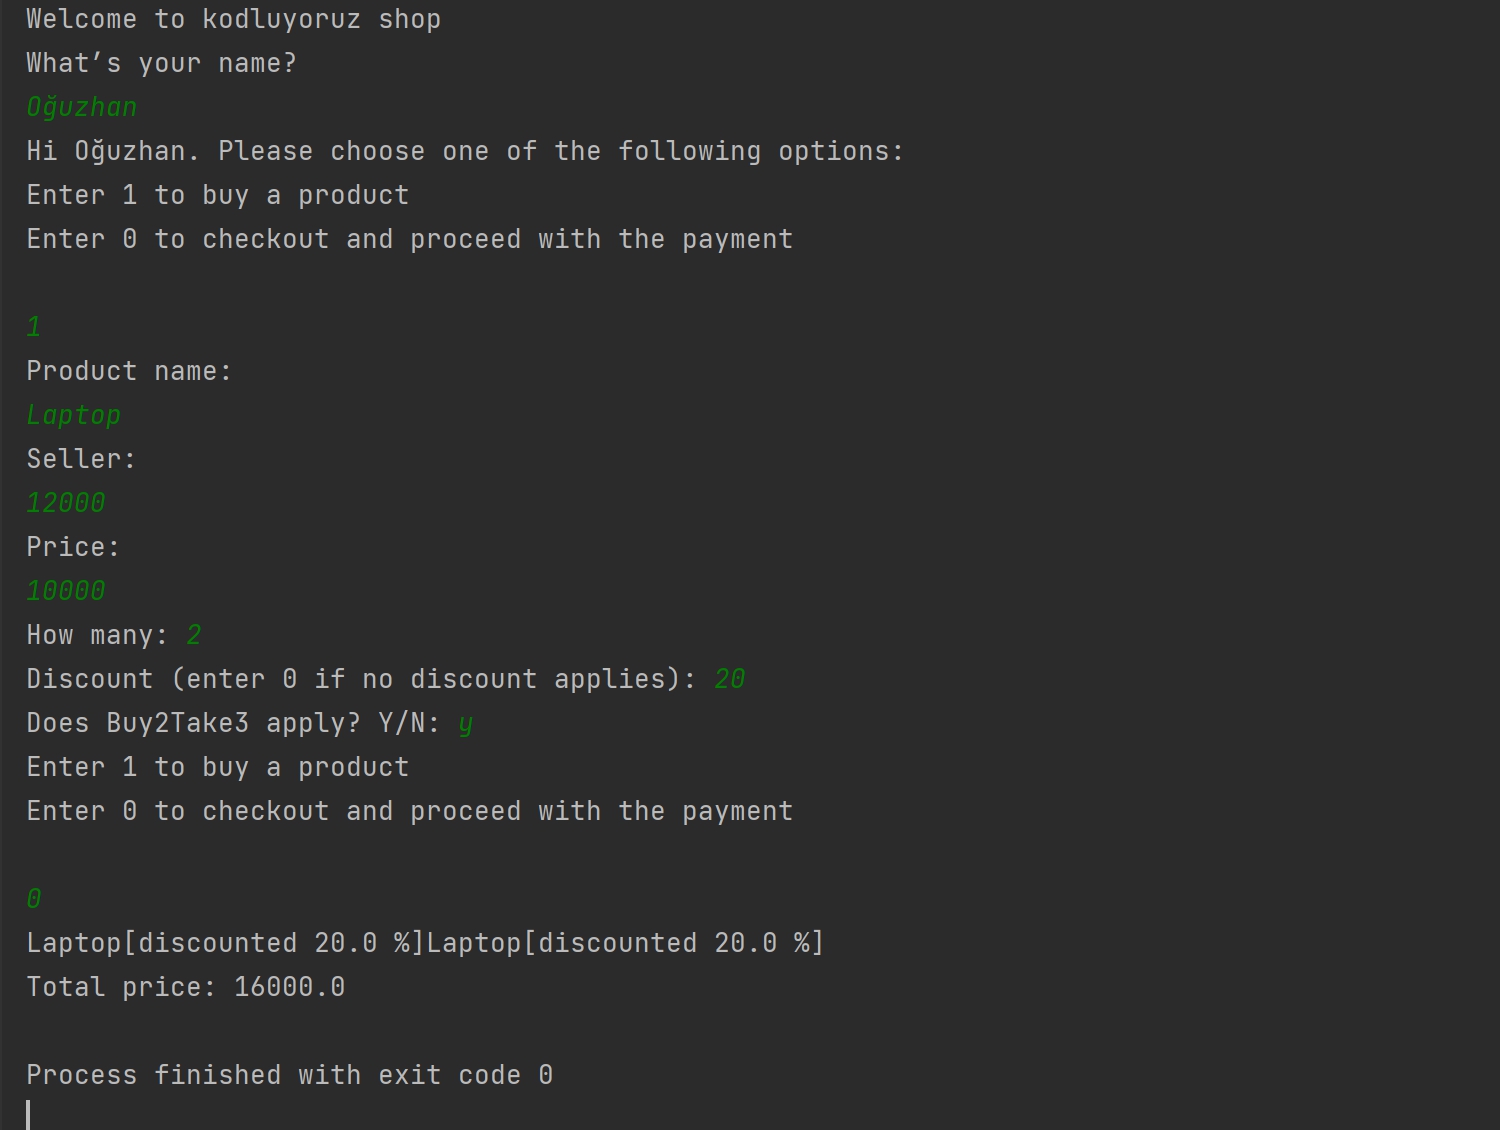 Welcome to kodluyoruz shop
What's your name?
Oğuzhan
Hi Oğuzhan. Please choose one of the following options:
Enter 1 to buy a product
Enter 0 to checkout and proceed with the payment
1
Product name:
Laptop
Seller:
12000
Price:
10000
How many: 2
Discount (enter 0 if no discount applies): 20
Does Buy2Take3 apply? Y/N: y
Enter 1 to buy a product
Enter 0 to checkout and proceed with the payment
0
Laptop[discounted 20.0 %]Laptop[discounted 20.0 %]
Total price: 16000.0
Process finished with exit code 0